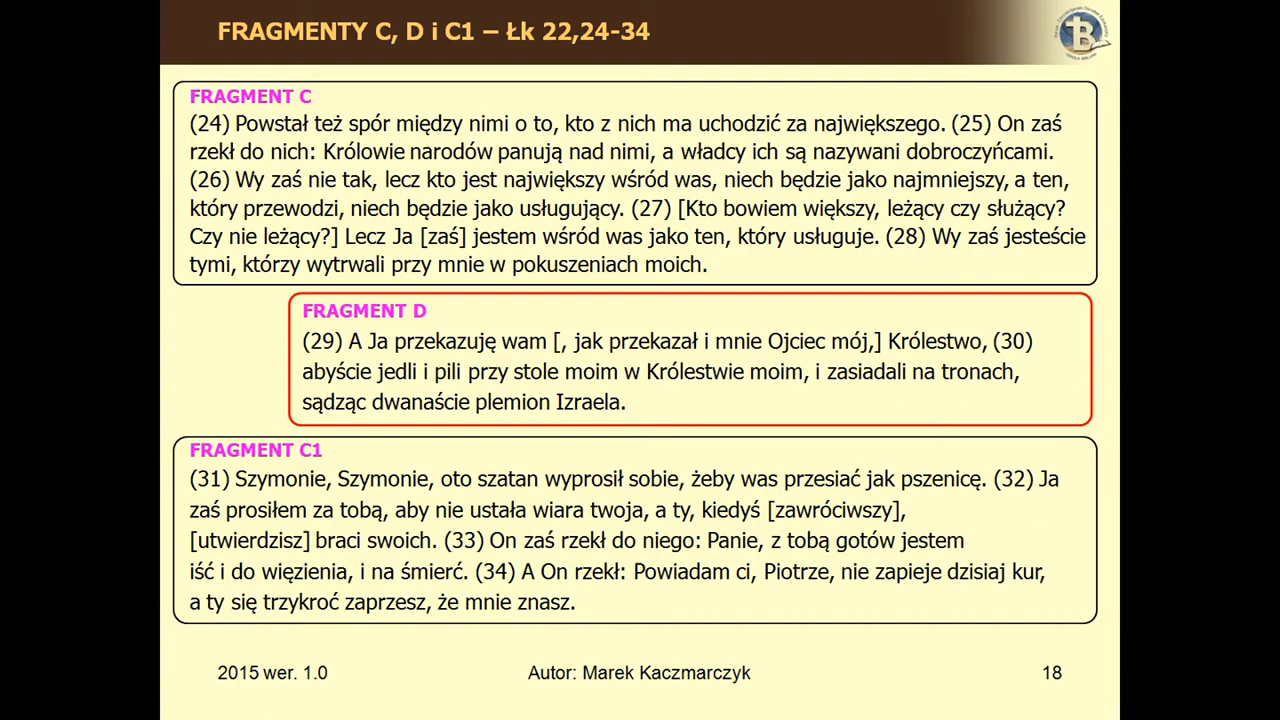 FRAGMENTY C, D i C1 – Łk 22,24-34
FRAGMENT C
(24) Powstał też spór między nimi o to, kto z nich ma uchodzić za największego. (25) On zaś
rzekł do nich: Królowie narodów panują nad nimi, a władcy ich są nazywani dobroczyńcami.
(26) Wy zaś nie tak, lecz kto jest największy wśród was, niech będzie jako najmniejszy, a ten,
który przewodzi, niech będzie jako usługujący. (27) [Kto bowiem większy, leżący czy służący?
Czy nie leżący?] Lecz Ja [zaś] jestem wśród was jako ten, który usługuje. (28) Wy zaś jesteście
tymi, którzy wytrwali przy mnie w pokuszeniach moich.
FRAGMENT D
(29) A Ja przekazuję wam [, jak przekazał i mnie Ojciec mój,] Królestwo, (30)
abyście jedli i pili przy stole moim w Królestwie moim, i zasiadali na tronach,
sądząc dwanaście plemion Izraela.
FRAGMENT C1
(31) Szymonie, Szymonie, oto szatan wyprosił sobie, żeby was przesiać jak pszenicę. (32) Ja
zaś prosiłem za tobą, aby nie ustała wiara twoja, a ty, kiedyś [zawróciwszy],
[utwierdzisz] braci swoich. (33) On zaś rzekł do niego: Panie, z tobą gotów jestem
iść i do więzienia, i na śmierć. (34) A On rzekł: Powiadam ci, Piotrze, nie zapieje dzisiaj kur,
a ty się trzykroć zaprzesz, że mnie znasz.
2015 wer. 1.0
Autor: Marek Kaczmarczyk
18